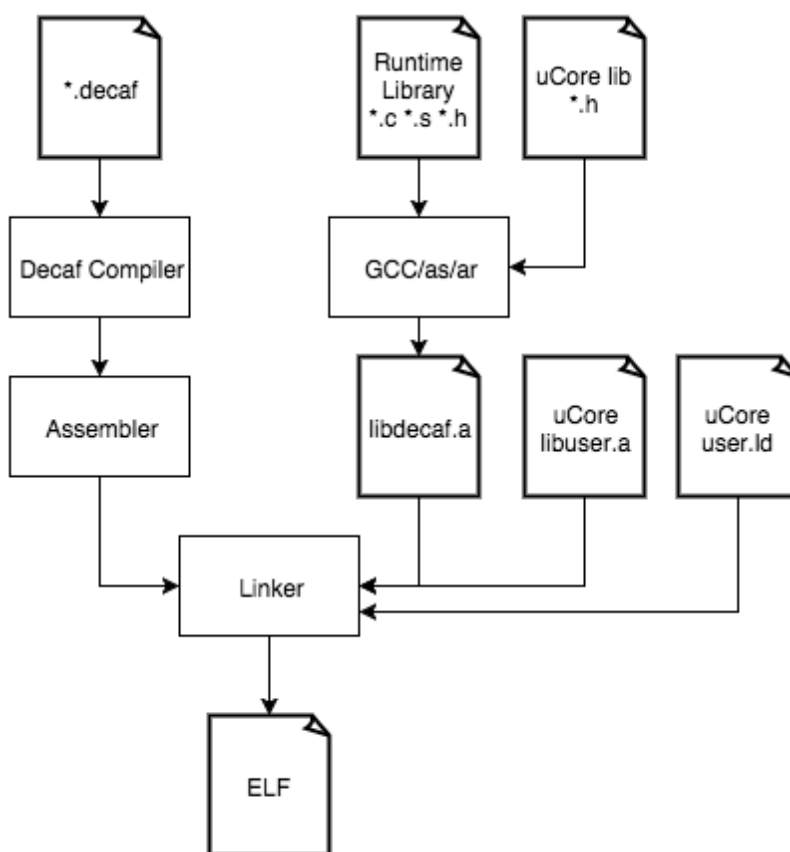 *.decaf
Runtime
Library
*.c *.s *.h
uCore lib
*.h
Decaf Compiler
GCC/as/ar
Assembler
libdecaf.a
uCore
libuser.a
uCore
user.ld
Linker
ELF